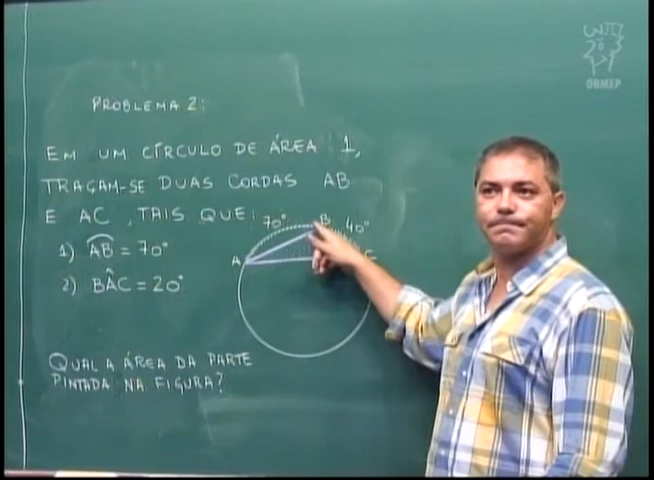 OBMEP
PROBLEMA 2:
EM UM CÍRCULO DE ÁREA 1,
TRAÇAM-SE DUAS CORDAS AB
E AC, TAIS QUE:
1) AB = 70°
2) BÂC = 20°
70°
B
40°
A
C
QUAL A ÁREA DA PARTE
PINTADA NA FIGURA?